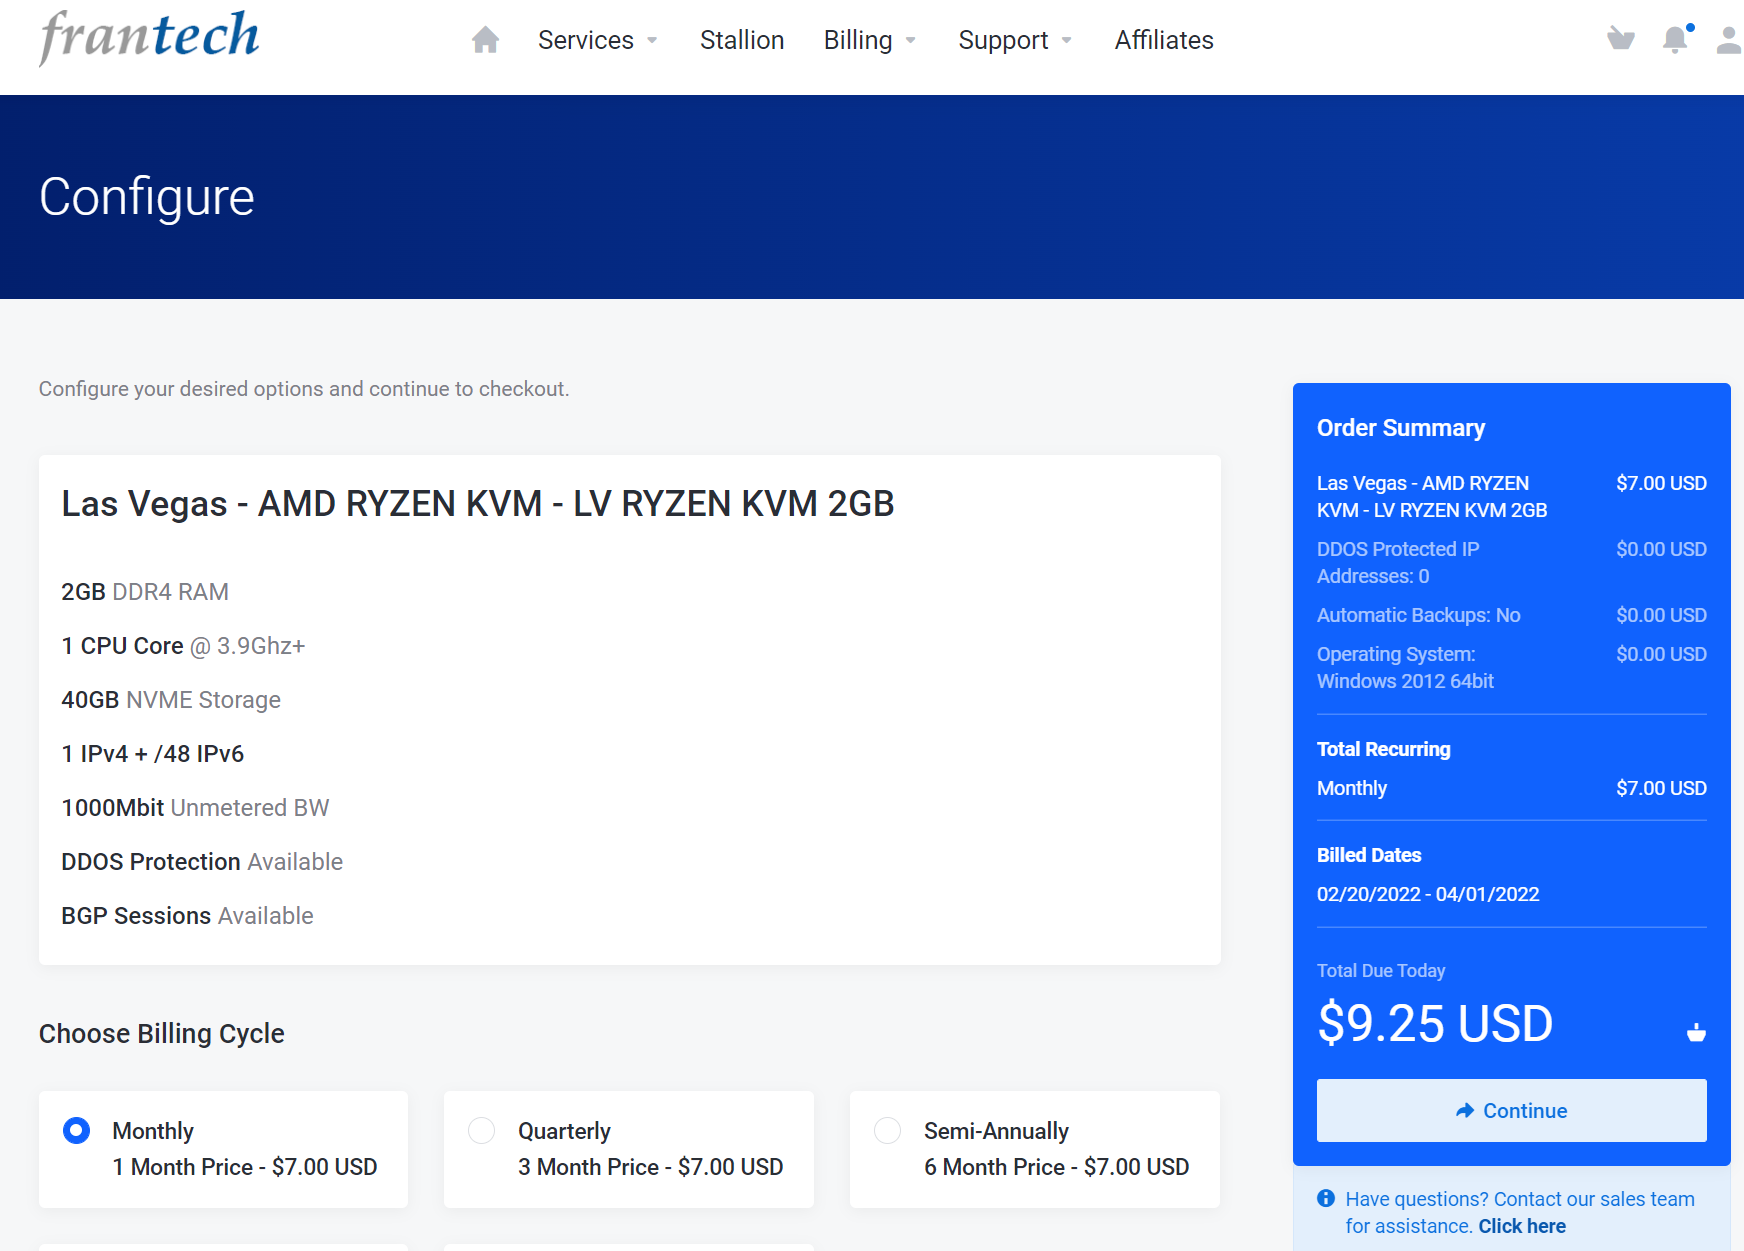 frantech
Services
Stallion
Billing
Support
Affiliates
Configure
Configure your desired options and continue to checkout.
Las Vegas - AMD RYZEN KVM - LV RYZEN KVM 2GB
2GB DDR4 RAM
1 CPU Core @ 3.9Ghz+
40GB NVME Storage
1 IPv4 + /48 IPv6
1000Mbit Unmetered BW
DDOS Protection Available
BGP Sessions Available
Choose Billing Cycle
Monthly
1 Month Price - $7.00 USD
Quarterly
3 Month Price - $7.00 USD
Semi-Annually
6 Month Price - $7.00 USD
Order Summary
Las Vegas - AMD RYZEN $7.00 USD
KVM - LV RYZEN KVM 2GB
DDOS Protected IP $0.00 USD
Addresses: 0
Automatic Backups: No $0.00 USD
Operating System: $0.00 USD
Windows 2012 64bit
Total Recurring
Monthly $7.00 USD
Billed Dates
02/20/2022 - 04/01/2022
Total Due Today
$9.25 USD
Continue
Have questions? Contact our sales team
for assistance. Click here